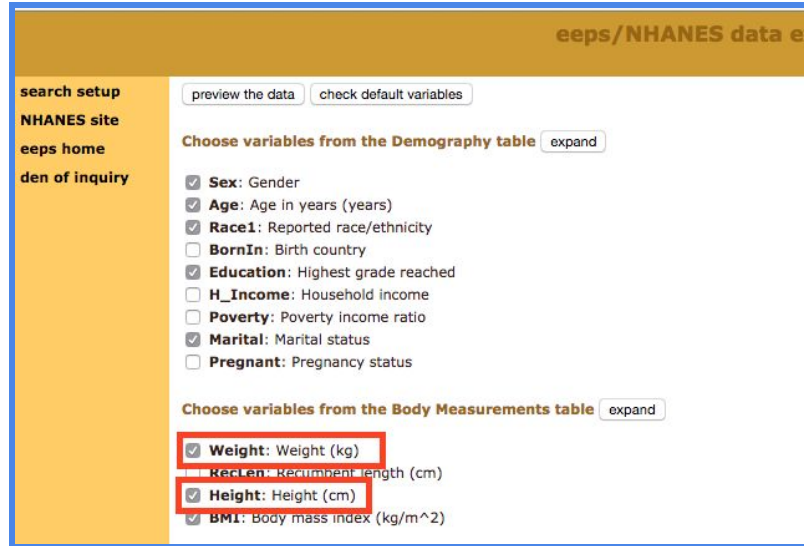 eeps/NHANES data e
search setup
NHANES site
eeps home
den of inquiry
preview the data check default variables
Choose variables from the Demography table expand
Sex: Gender
Age: Age in years (years)
Race1: Reported race/ethnicity
BornIn: Birth country
Education: Highest grade reached
H_Income: Household income
Poverty: Poverty income ratio
Marital: Marital status
Pregnant: Pregnancy status
Choose variables from the Body Measurements table expand
Weight: Weight (kg)
RecLen: Recumbent length (cm)
Height: Height (cm)
BMI: Body mass index (kg/m^2)